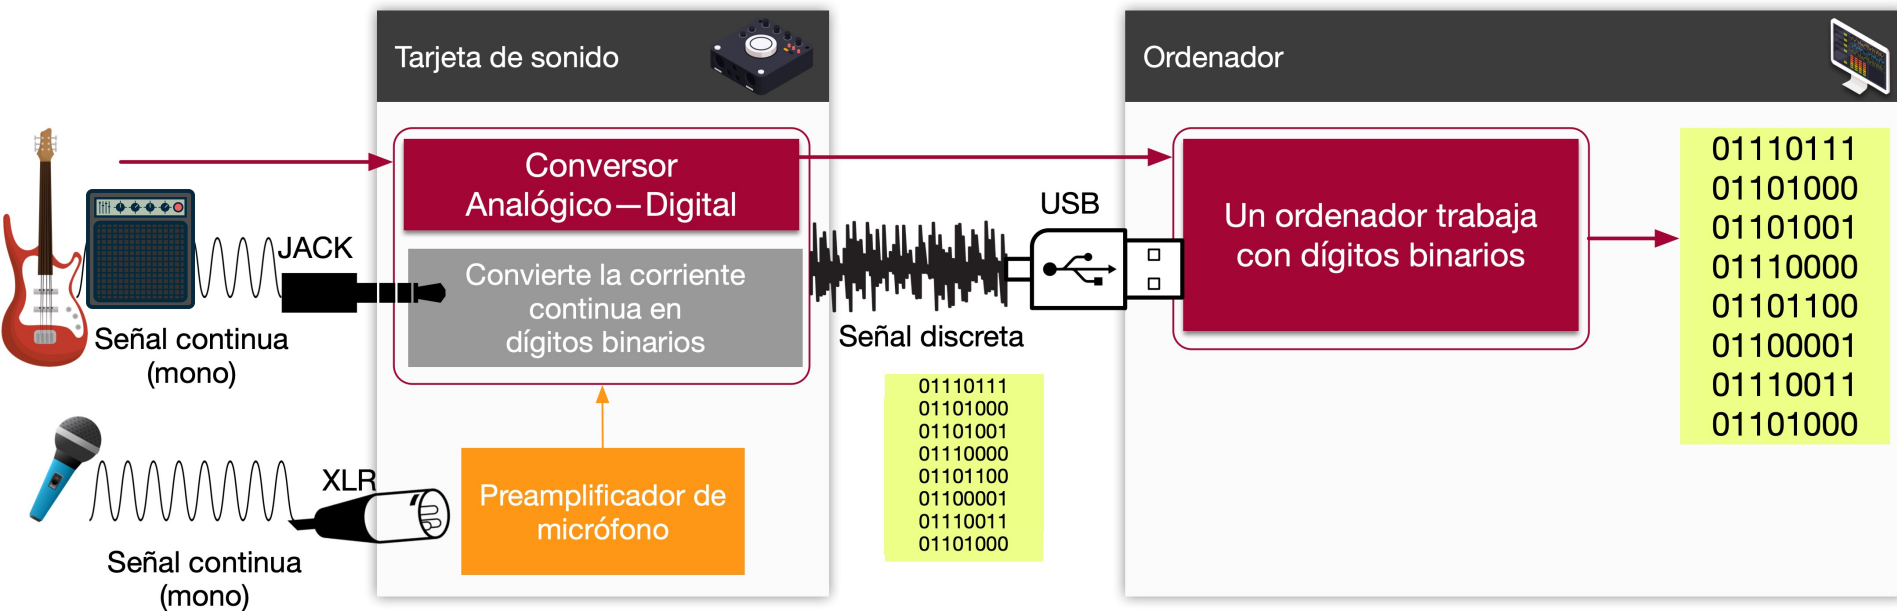 Tarjeta de sonido
Ordenador
Conversor
Analógico—Digital
Convierte la corriente
continua en
dígitos binarios
JACK
Señal continua
(mono)
XLR
Señal continua
(mono)
Preamplificador de
micrófono
USB
Señal discreta
01110111
01101000
01101001
01110000
01101100
01100001
01110011
01101000
Un ordenador trabaja
con dígitos binarios
01110111
01101000
01101001
01110000
01101100
01100001
01110011
01101000